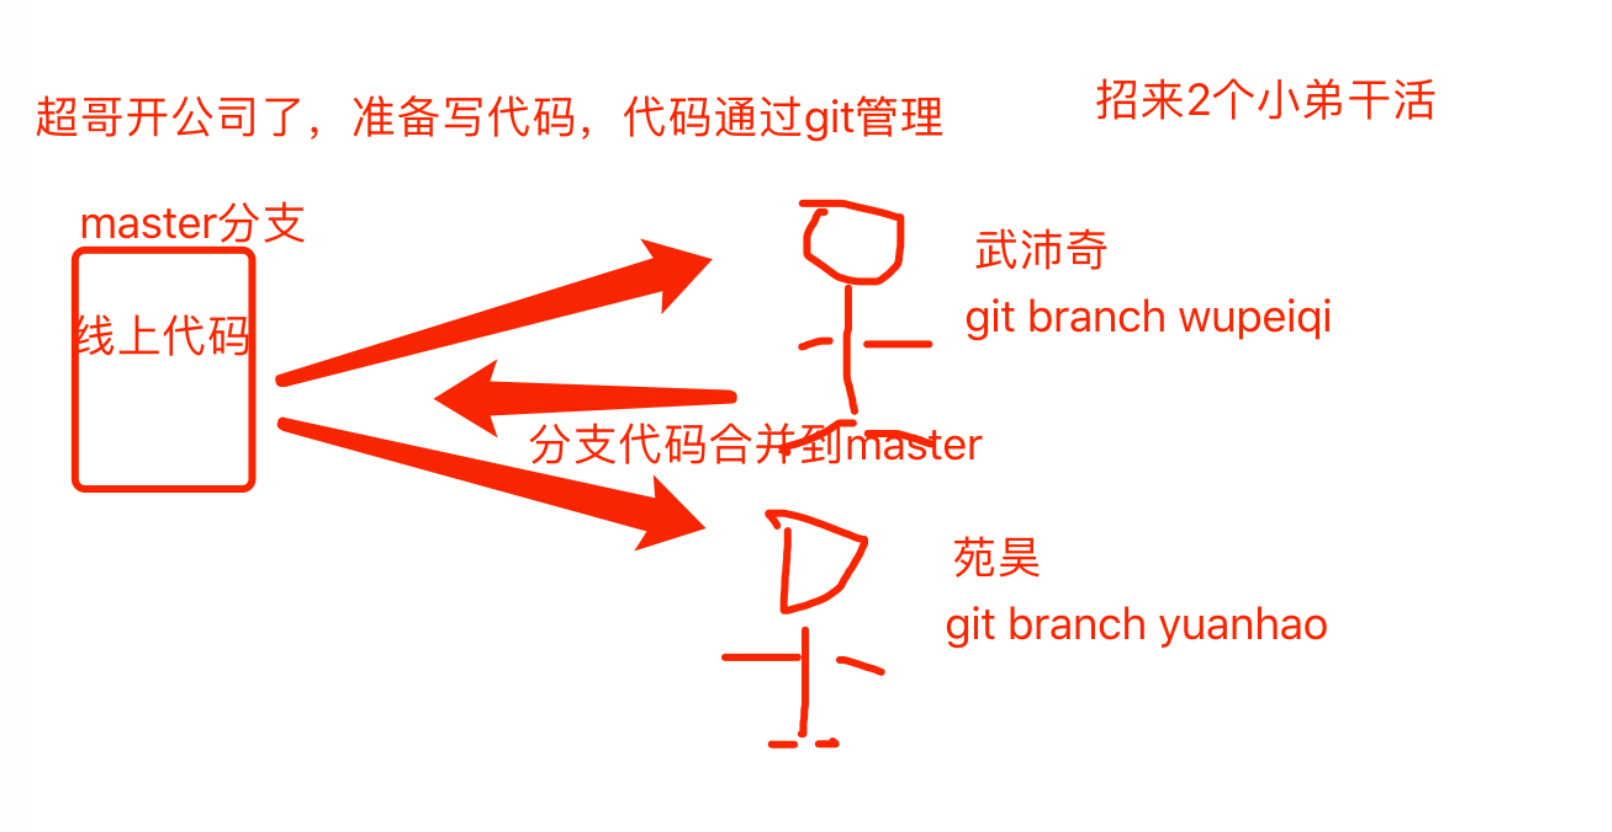 超哥开公司了，准备写代码，代码通过git管理
招来2个小弟干活
master分支
线上代码
武沛奇
git branch wupeiqi
分支代码合并到master
苑昊
git branch yuanhao